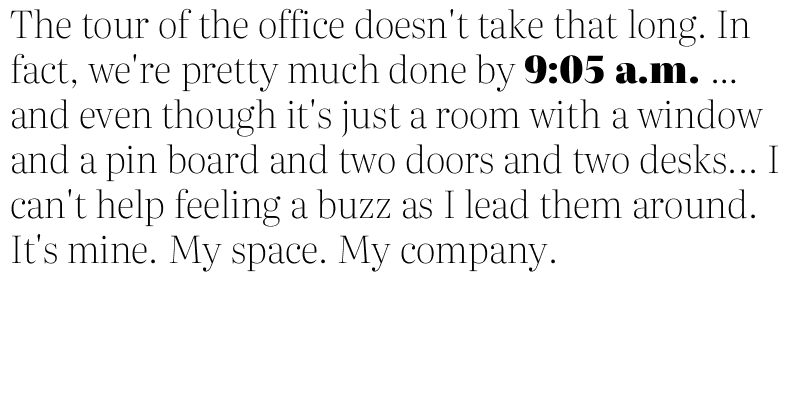 The tour of the office doesn't take that long. In
fact, we're pretty much done by 9:05 a.m. ...
and even though it's just a room with a window
and a pin board and two doors and two desks... I
can't help feeling a buzz as I lead them around.
It's mine. My space. My company.